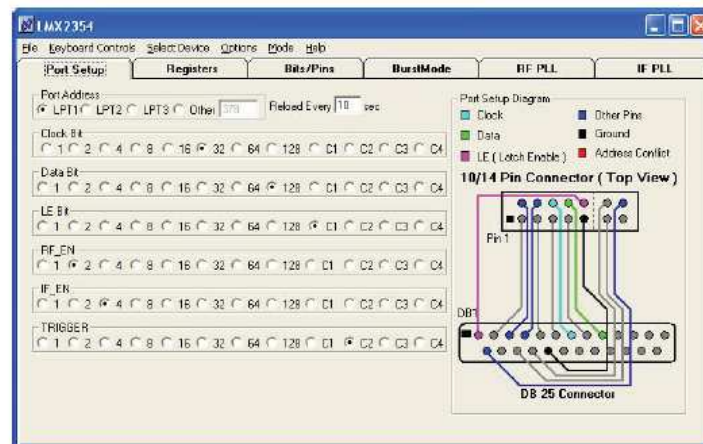 LMX2354
File Keyboard Controls Select Device Options Mode Help
Port Setup Registers Bits/Pins BurstMode RF PLL IF PLL
Port Address
LPT1 LPT2 LPT3 Other 378 Reload Every 10 sec
Clock Bit
1 2 4 8 16 32 64 128 C1 C2 C3 C4
Data Bit
1 2 4 8 16 32 64 128 C1 C2 C3 C4
LE Bit
1 2 4 8 16 32 64 128 C1 C2 C3 C4
RF_EN
1 2 4 8 16 32 64 128 C1 C2 C3 C4
IF_EN
1 2 4 8 16 32 64 128 C1 C2 C3 C4
TRIGGER
1 2 4 8 16 32 64 128 C1 C2 C3 C4
Port Setup Diagram
Clock Other Pins
Data Ground
LE ( Latch Enable ) Address Conflict
10/14 Pin Connector ( Top View )
Pin 1
DB 25 Connector